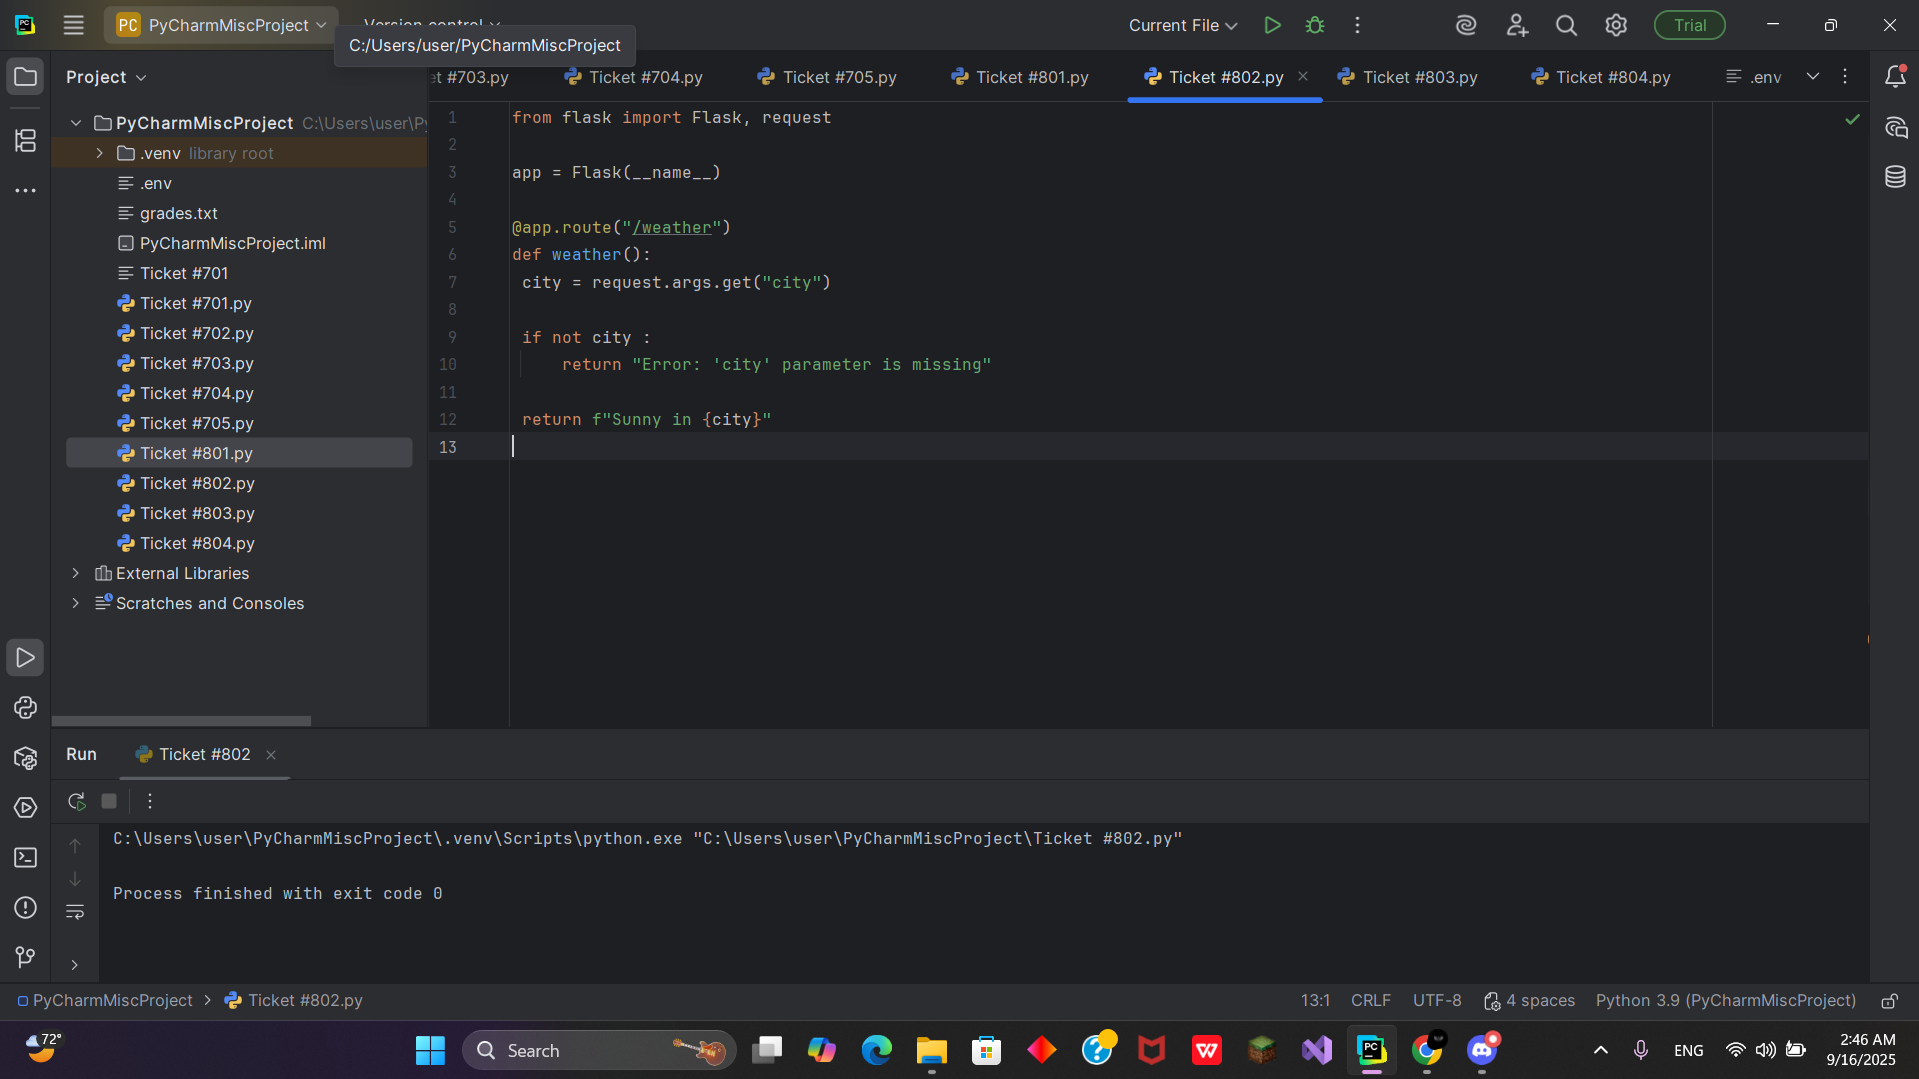 PC PyCharmMiscProject
Version control
Current File
Trial
C:/Users/user/PyCharmMiscProject
Project
et #703.py
Ticket #704.py
Ticket #705.py
Ticket #801.py
Ticket #802.py
Ticket #803.py
Ticket #804.py
.env
PyCharmMiscProject C:\Users\user\Py
.venv library root
.env
grades.txt
PyCharmMiscProject.iml
Ticket #701
Ticket #701.py
Ticket #702.py
Ticket #703.py
Ticket #704.py
Ticket #705.py
Ticket #801.py
Ticket #802.py
Ticket #803.py
Ticket #804.py
External Libraries
Scratches and Consoles
1 from flask import Flask, request
2
3 app = Flask(__name__)
4
5 @app.route("/weather")
6 def weather():
7 city = request.args.get("city")
8
9 if not city :
10 return "Error: 'city' parameter is missing"
11
12 return f"Sunny in {city}"
13
Run
Ticket #802
C:\Users\user\PyCharmMiscProject\.venv\Scripts\python.exe "C:\Users\user\PyCharmMiscProject\Ticket #802.py"
Process finished with exit code 0
PyCharmMiscProject > Ticket #802.py
13:1 CRLF UTF-8 4 spaces Python 3.9 (PyCharmMiscProject)
72°
Search
PC
W
ENG
2:46 AM
9/16/2025